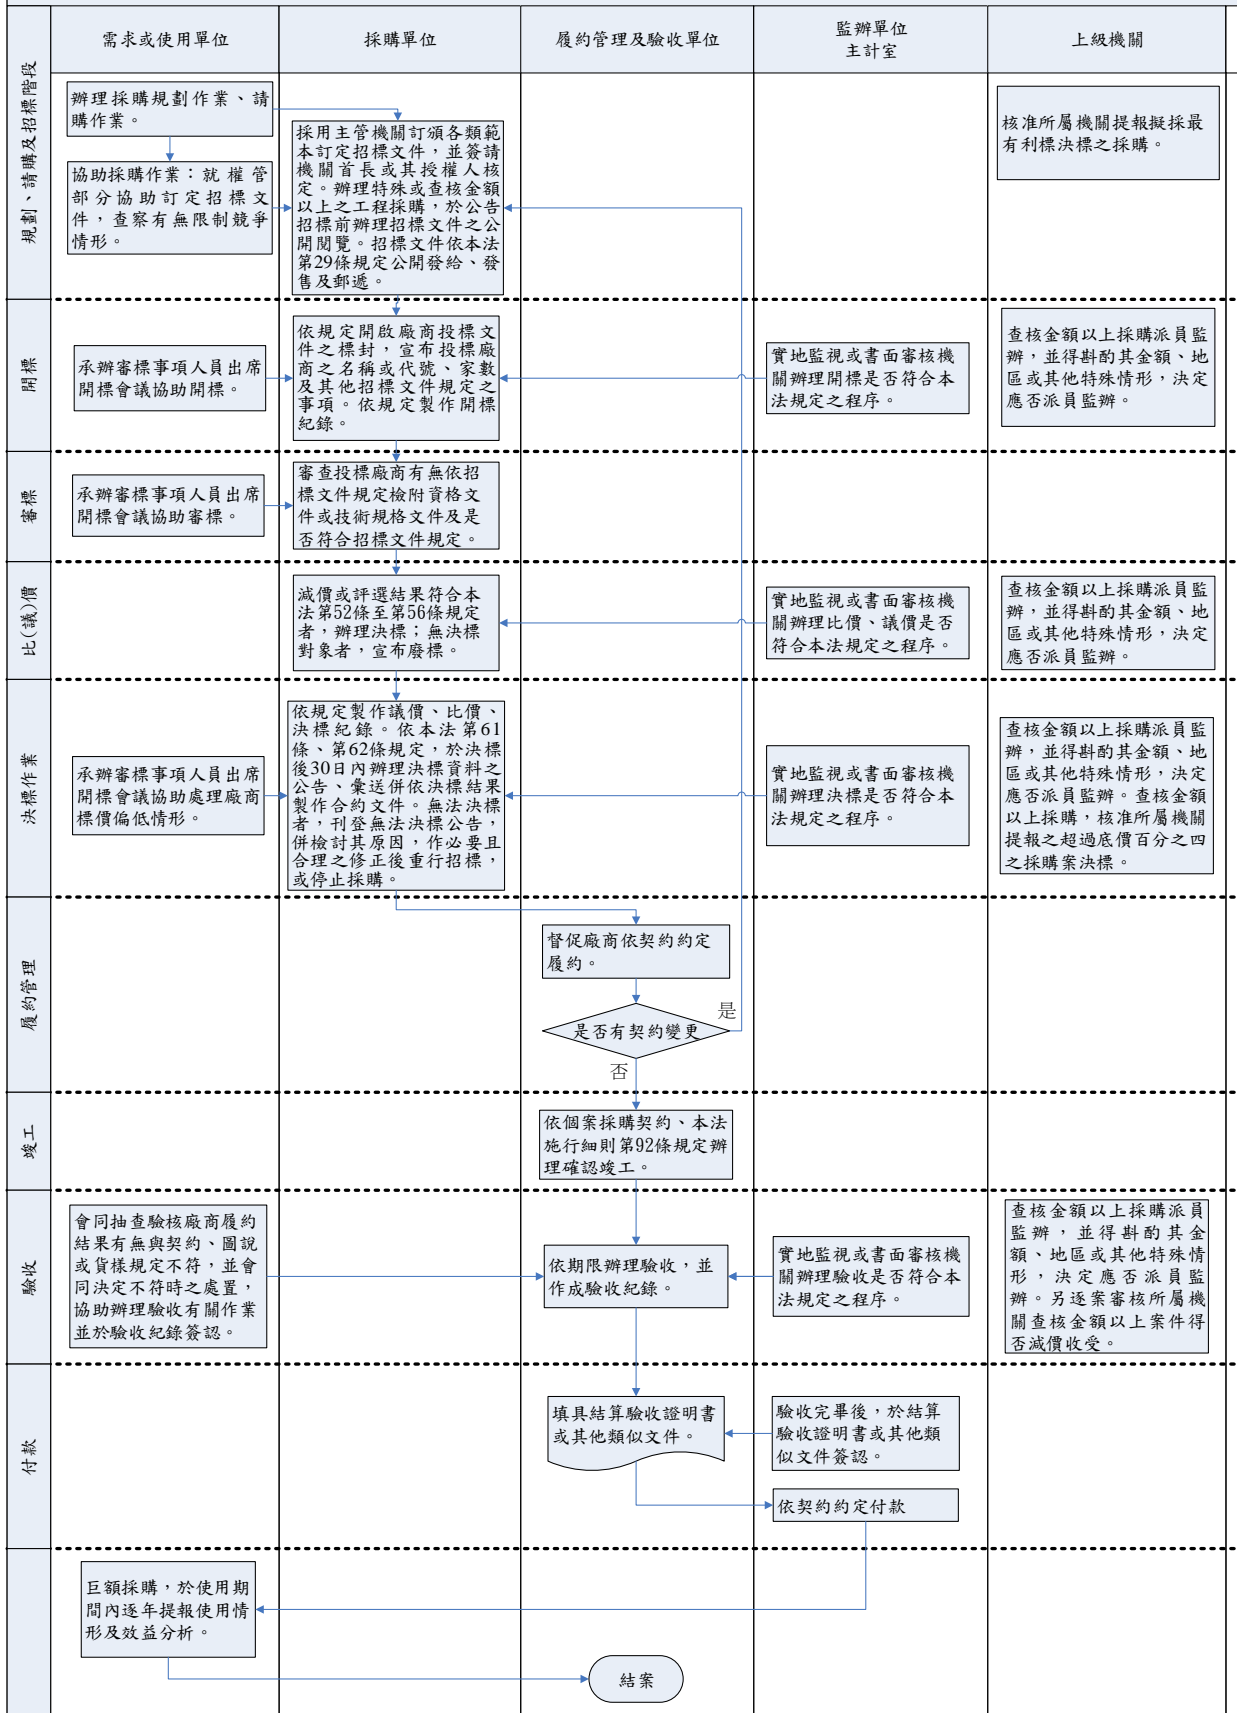 需求或使用單位
採購單位
履約管理及驗收單位
監辦單位
主計室
上級機關
規劃、請購及招標階段
辦理採購規劃作業、請
購作業。
協助採購作業：就權管
部分協助訂定招標文
件，查察有無限制競爭
情形。
採用主管機關訂頒各類範
本訂定招標文件，並簽請
機關首長或其授權人核
定。辦理特殊或查核金額
以上之工程採購，於公告
招標前辦理招標文件之公
開閱覽。招標文件依本法
第29條規定公開發給、發
售及郵遞。
核准所屬機關提報擬採最
有利標決標之採購。
開標
承辦審標事項人員出席
開標會議協助開標。
依規定開啟廠商投標文
件之標封，宣布投標廠
商之名稱或代號、家數
及其他招標文件規定之
事項。依規定製作開標
紀錄。
實地監視或書面審核機
關辦理開標是否符合本
法規定之程序。
查核金額以上採購派員監
辦，並得斟酌其金額、地
區或其他特殊情形，決定
應否派員監辦。
審標
承辦審標事項人員出席
開標會議協助審標。
審查投標廠商有無依招
標文件規定檢附資格文
件或技術規格文件及是
否符合招標文件規定。
比(議)價
減價或評選結果符合本
法第52條至第56條規定
者，辦理決標；無決標
對象者，宣布廢標。
實地監視或書面審核機
關辦理比價、議價是否
符合本法規定之程序。
查核金額以上採購派員監
辦，並得斟酌其金額、地
區或其他特殊情形，決定
應否派員監辦。
決標作業
承辦審標事項人員出席
開標會議協助處理廠商
標價偏低情形。
依規定製作議價、比價、
決標紀錄。依本法第61
條、第62條規定，於決標
後30日內辦理決標資料之
公告、彙送併依決標結果
製作合約文件。無法決標
者，刊登無法決標公告，
併檢討其原因，作必要且
合理之修正後重行招標，
或停止採購。
實地監視或書面審核機
關辦理決標是否符合本
法規定之程序。
查核金額以上採購派員監
辦，並得斟酌其金額、地
區或其他特殊情形，決定
應否派員監辦。查核金額
以上採購，核准所屬機關
提報之超過底價百分之四
之採購案決標。
履約管理
督促廠商依契約約定
履約。
是否有契約變更
是
否
竣工
依個案採購契約、本法
施行細則第92條規定辦
理確認竣工。
驗收
會同抽查驗核廠商履約
結果有無與契約、圖說
或貨樣規定不符，並會
同決定不符時之處置，
協助辦理驗收有關作業
並於驗收紀錄簽認。
依期限辦理驗收，並
作成驗收紀錄。
實地監視或書面審核機
關辦理驗收是否符合本
法規定之程序。
查核金額以上採購派員
監辦，並得斟酌其金
額、地區或其他特殊情
形，決定應否派員監
辦。另逐案審核所屬機
關查核金額以上案件得
否減價收受。
付款
填具結算驗收證明書
或其他類似文件。
驗收完畢後，於結算
驗收證明書或其他類
似文件簽認。
依契約約定付款
巨額採購，於使用期
間內逐年提報使用情
形及效益分析。
結案